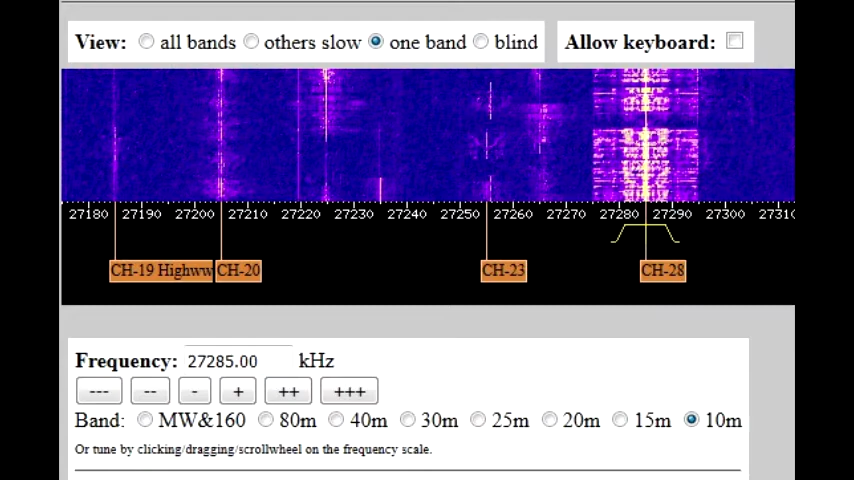 View: all bands others slow one band blind Allow keyboard:
27180 27190 27200 27210 27220 27230 27240 27250 27260 27270 27280 27290 27300 2731
CH-19 Highww CH-20 CH-23 CH-28
Frequency: 27285.00 kHz
--- -- - + ++ +++
Band: MW&160 80m 40m 30m 25m 20m 15m 10m
Or tune by clicking/dragging/scrollwheel on the frequency scale.